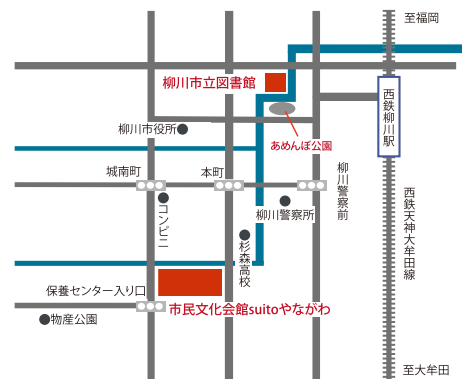 至福岡
柳川市立図書館
西鉄柳川駅
柳川市役所
あめんぼ公園
城南町
本町
柳川警察前
コンビニ
柳川警察所
西鉄天神大牟田線
杉森高校
保養センター入り口
市民文化会館suitoやながわ
物産公園
至大牟田